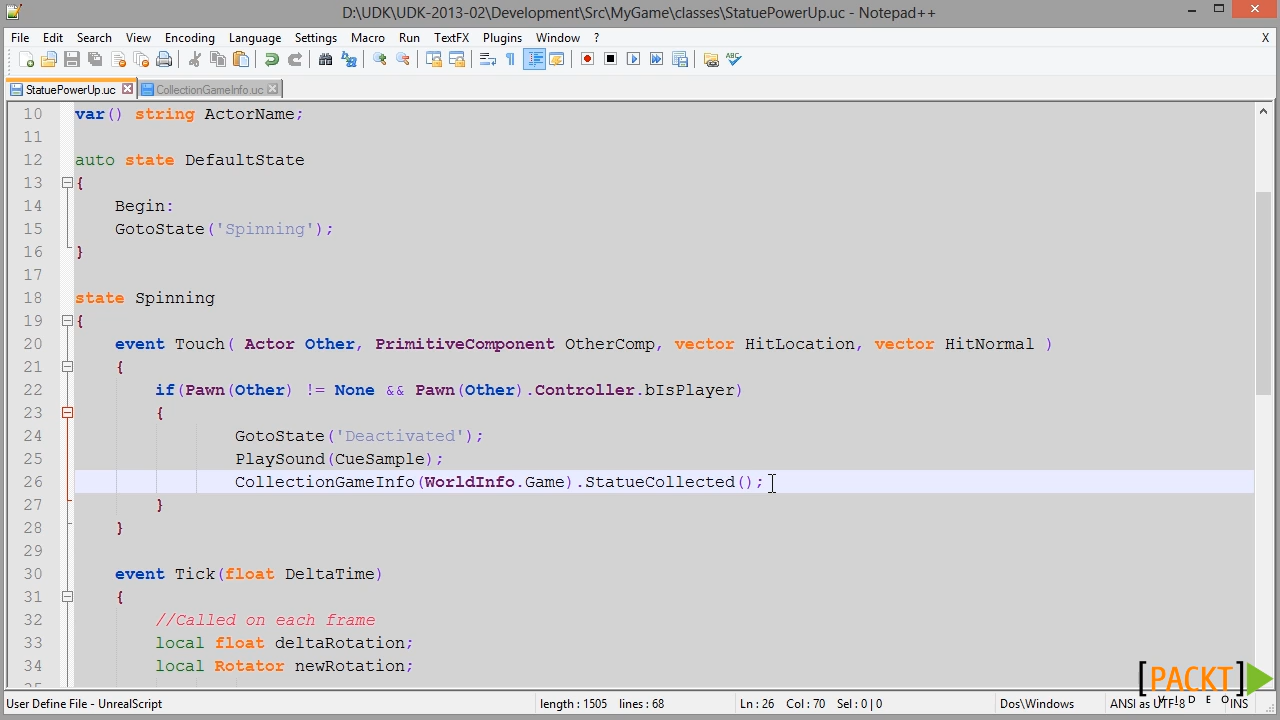 D:\UDK\UDK-2013-02\Development\Src\MyGame\classes\StatuePowerUp.uc - Notepad++
File Edit Search View Encoding Language Settings Macro Run TextFX Plugins Window ? X
StatuePowerUp.uc CollectionGameInfo.uc
10 var() string ActorName;
11
12 auto state DefaultState
13 {
14 Begin:
15 GotoState('Spinning');
16 }
17
18 state Spinning
19 {
20 event Touch( Actor Other, PrimitiveComponent OtherComp, vector HitLocation, vector HitNormal )
21 {
22 if(Pawn(Other) != None && Pawn(Other).Controller.bIsPlayer)
23 {
24 GotoState('Deactivated');
25 PlaySound(CueSample);
26 CollectionGameInfo(WorldInfo.Game).StatueCollected();
27 }
28 }
29
30 event Tick(float DeltaTime)
31 {
32 //Called on each frame
33 local float deltaRotation;
34 local Rotator newRotation;
[PACKT]
VIDEO
User Define File - UnrealScript length : 1505 lines : 68 Ln : 26 Col : 70 Sel : 0 | 0 Dos\Windows ANSI as UTF-8 INS